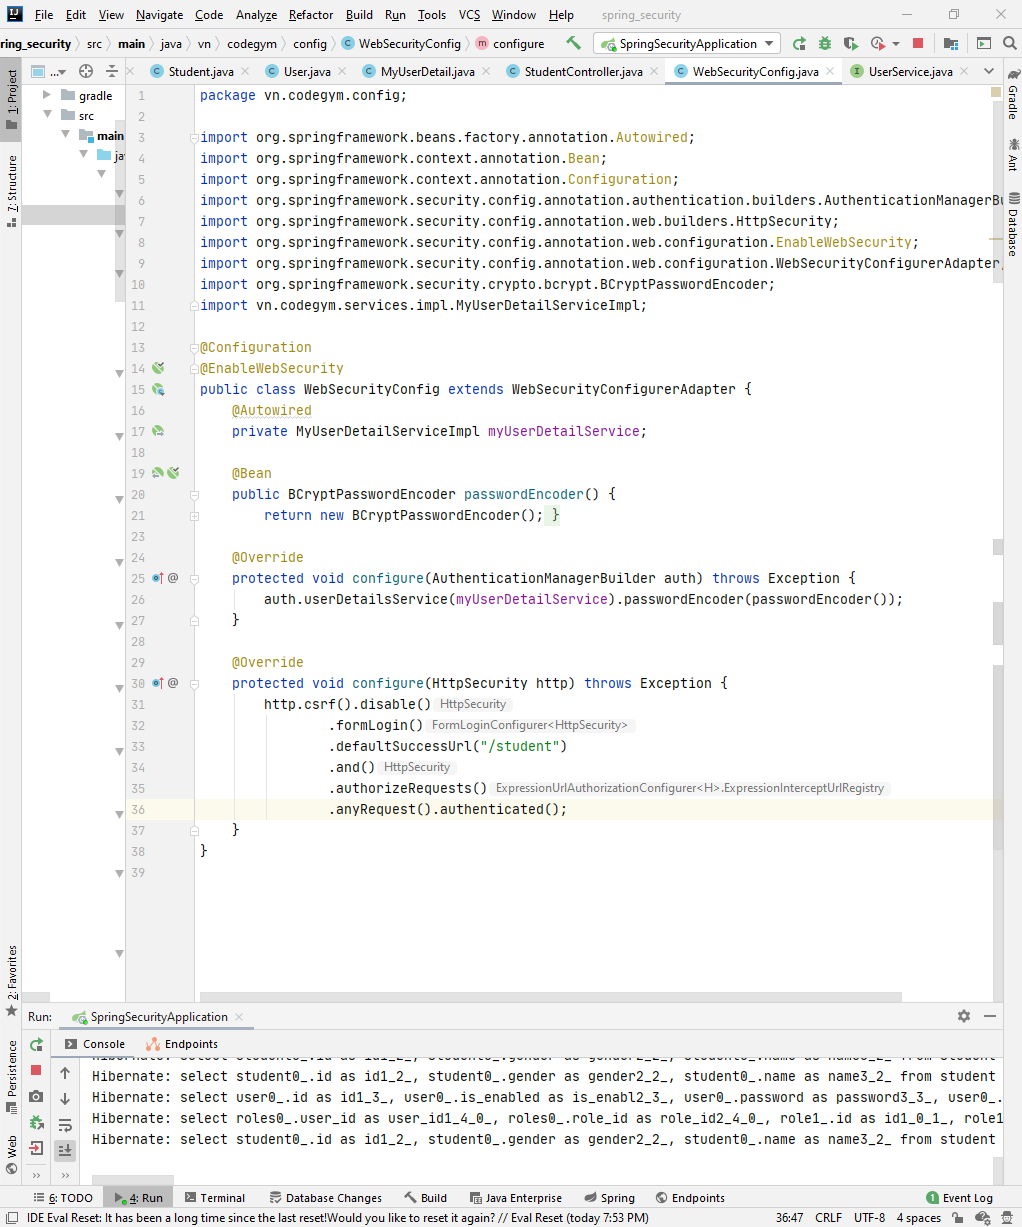 File Edit View Navigate Code Analyze Refactor Build Run Tools VCS Window Help spring_security
ring_security src main java vn codegym config WebSecurityConfig configure SpringSecurityApplication
... Student.java User.java MyUserDetail.java StudentController.java WebSecurityConfig.java UserService.java
1: Project
7: Structure
2: Favorites
Persistence
Web
gradle
src
main
ja
1 package vn.codegym.config;
2
3 import org.springframework.beans.factory.annotation.Autowired;
4 import org.springframework.context.annotation.Bean;
5 import org.springframework.context.annotation.Configuration;
6 import org.springframework.security.config.annotation.authentication.builders.AuthenticationManagerBu
7 import org.springframework.security.config.annotation.web.builders.HttpSecurity;
8 import org.springframework.security.config.annotation.web.configuration.EnableWebSecurity;
9 import org.springframework.security.config.annotation.web.configuration.WebSecurityConfigurerAdapter
10 import org.springframework.security.crypto.bcrypt.BCryptPasswordEncoder;
11 import vn.codegym.services.impl.MyUserDetailServiceImpl;
12
13 @Configuration
14 @EnableWebSecurity
15 public class WebSecurityConfig extends WebSecurityConfigurerAdapter {
16 @Autowired
17 private MyUserDetailServiceImpl myUserDetailService;
18
19 @Bean
20 public BCryptPasswordEncoder passwordEncoder() {
21 return new BCryptPasswordEncoder(); }
23
24 @Override
25 @ protected void configure(AuthenticationManagerBuilder auth) throws Exception {
26 auth.userDetailsService(myUserDetailService).passwordEncoder(passwordEncoder());
27 }
28
29 @Override
30 @ protected void configure(HttpSecurity http) throws Exception {
31 http.csrf().disable() HttpSecurity
32 .formLogin() FormLoginConfigurer<HttpSecurity>
33 .defaultSuccessUrl("/student")
34 .and() HttpSecurity
35 .authorizeRequests() ExpressionUrlAuthorizationConfigurer<H>.ExpressionInterceptUrlRegistry
36 .anyRequest().authenticated();
37 }
38 }
39
Gradle
Ant
Database
Run: SpringSecurityApplication
Console Endpoints
Hibernate: select student0_.id as id1_2_, student0_.gender as gender2_2_, student0_.name as name3_2_ from student
Hibernate: select student0_.id as id1_2_, student0_.gender as gender2_2_, student0_.name as name3_2_ from student
Hibernate: select user0_.id as id1_3_, user0_.is_enabled as is_enabl2_3_, user0_.password as password3_3_, user0_.
Hibernate: select roles0_.user_id as user_id1_4_0_, roles0_.role_id as role_id2_4_0_, role1_.id as id1_0_1_, role1
Hibernate: select student0_.id as id1_2_, student0_.gender as gender2_2_, student0_.name as name3_2_ from student
6: TODO 4: Run Terminal Database Changes Build Java Enterprise Spring Endpoints 1 Event Log
IDE Eval Reset: It has been a long time since the last reset!Would you like to reset it again? // Eval Reset (today 7:53 PM) 36:47 CRLF UTF-8 4 spaces